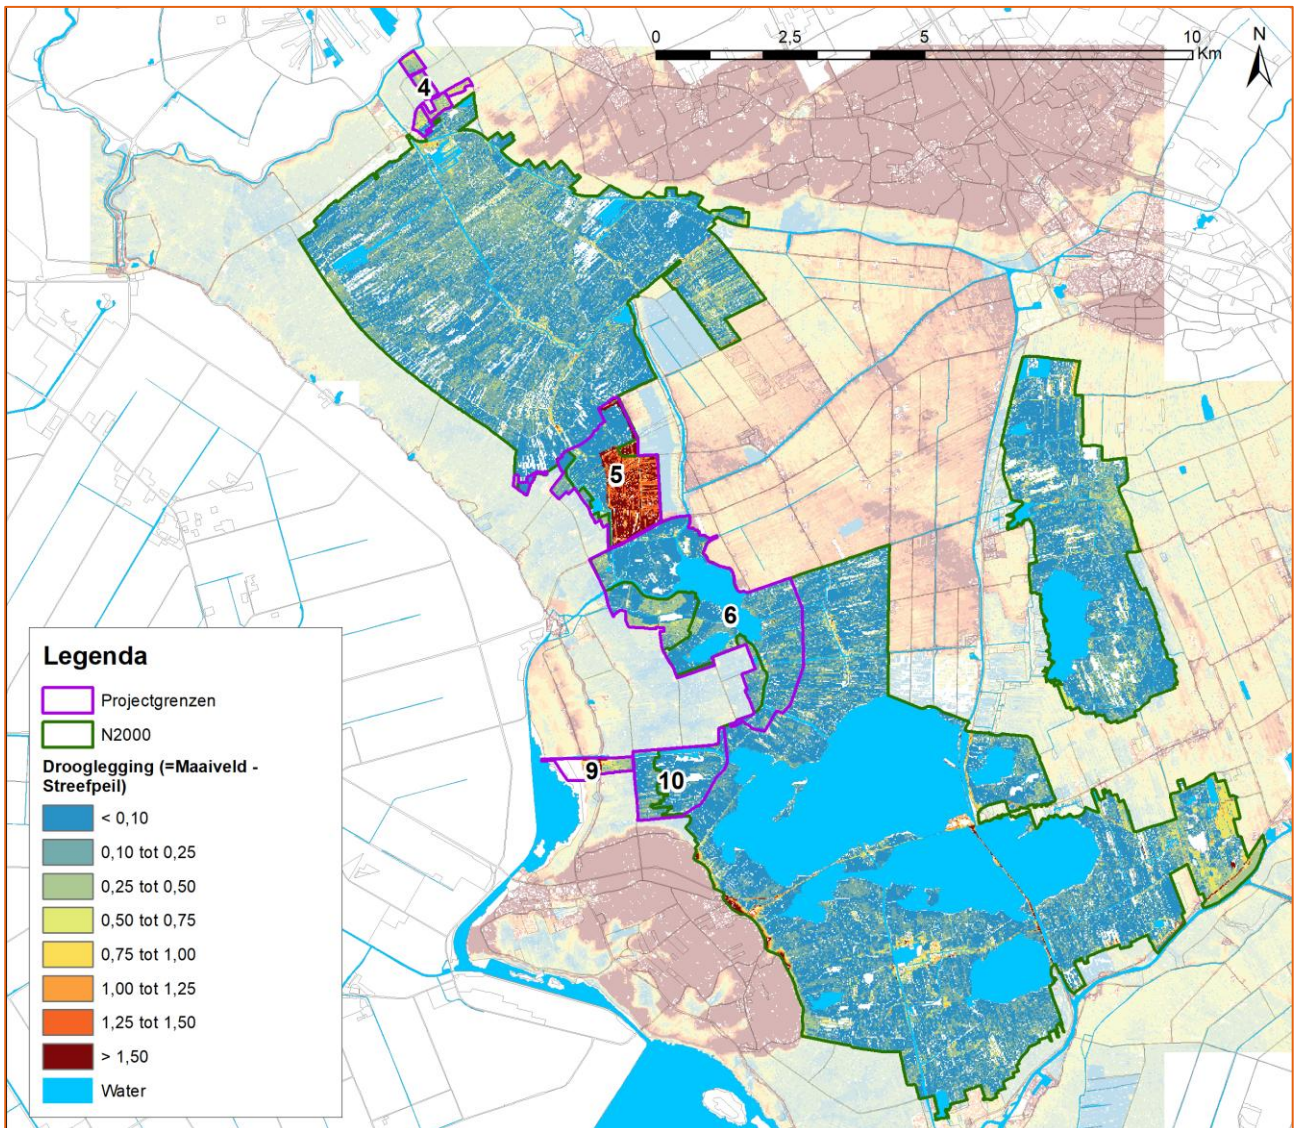 0 2,5 5 10
Km
N
4
5
6
9
10
Legenda
Projectgrenzen
N2000
Drooglegging (=Maaiveld -
Streefpeil)
< 0,10
0,10 tot 0,25
0,25 tot 0,50
0,50 tot 0,75
0,75 tot 1,00
1,00 tot 1,25
1,25 tot 1,50
> 1,50
Water